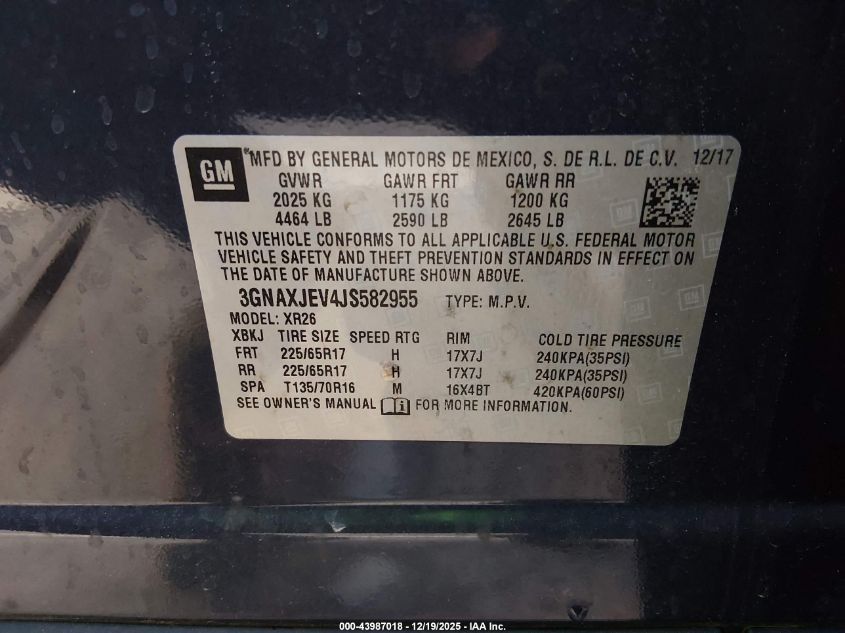 GM
*MFD BY GENERAL MOTORS DE MEXICO, S. DE R.L. DE C.V. 12/17
GVWR GAWR FRT GAWR RR
2025 KG 1175 KG 1200 KG
4464 LB 2590 LB 2645 LB
THIS VEHICLE CONFORMS TO ALL APPLICABLE U.S. FEDERAL MOTOR
VEHICLE SAFETY AND THEFT PREVENTION STANDARDS IN EFFECT ON
THE DATE OF MANUFACTURE SHOWN ABOVE.
3GNAXJEV4JS582955 TYPE: M.P.V.
MODEL: XR26
XBKJ TIRE SIZE SPEED RTG RIM COLD TIRE PRESSURE
FRT 225/65R17 H 17X7J 240KPA(35PSI)
RR 225/65R17 H 17X7J 240KPA(35PSI)
SPA T135/70R16 M 16X4BT 420KPA(60PSI)
SEE OWNER'S MANUAL FOR MORE INFORMATION.
000-43987018 - 12/19/2025 - IAA Inc.